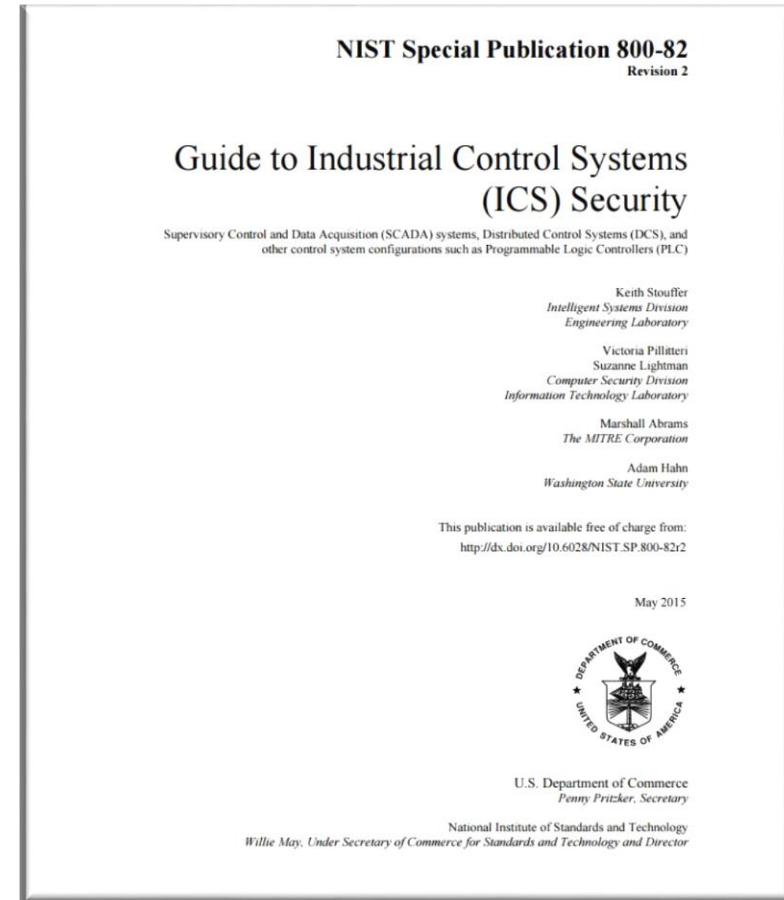 NIST Special Publication 800-82
Revision 2
Guide to Industrial Control Systems
(ICS) Security
Supervisory Control and Data Acquisition (SCADA) systems, Distributed Control Systems (DCS), and
other control system configurations such as Programmable Logic Controllers (PLC)
Keith Stouffer
Intelligent Systems Division
Engineering Laboratory
Victoria Pillitteri
Suzanne Lightman
Computer Security Division
Information Technology Laboratory
Marshall Abrams
The MITRE Corporation
Adam Hahn
Washington State University
This publication is available free of charge from:
http://dx.doi.org/10.6028/NIST.SP.800-82r2
May 2015
DEPARTMENT OF COMMERCE
UNITED STATES OF AMERICA
U.S. Department of Commerce
Penny Pritzker, Secretary
National Institute of Standards and Technology
Willie May, Under Secretary of Commerce for Standards and Technology and Director